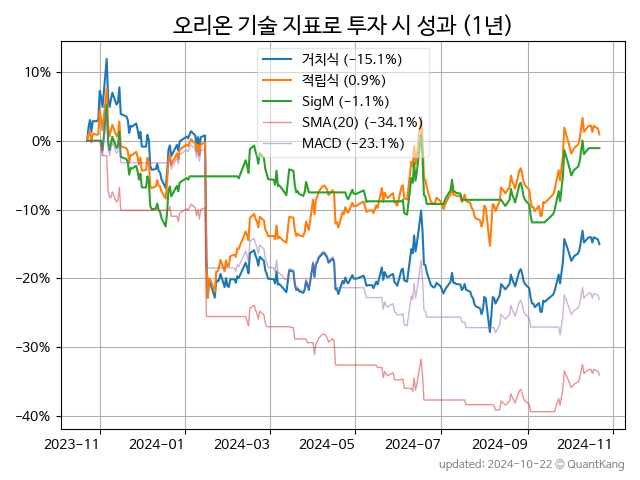 오리온 기술 지표로 투자 시 성과 (1년)
거치식 (−15.1%)
적립식 (0.9%)
SigM (−1.1%)
SMA(20) (−34.1%)
MACD (−23.1%)
10%
0%
−10%
−20%
−30%
−40%
2023-11
2024-01
2024-03
2024-05
2024-07
2024-09
2024-11
updated: 2024-10-22 © QuantKang